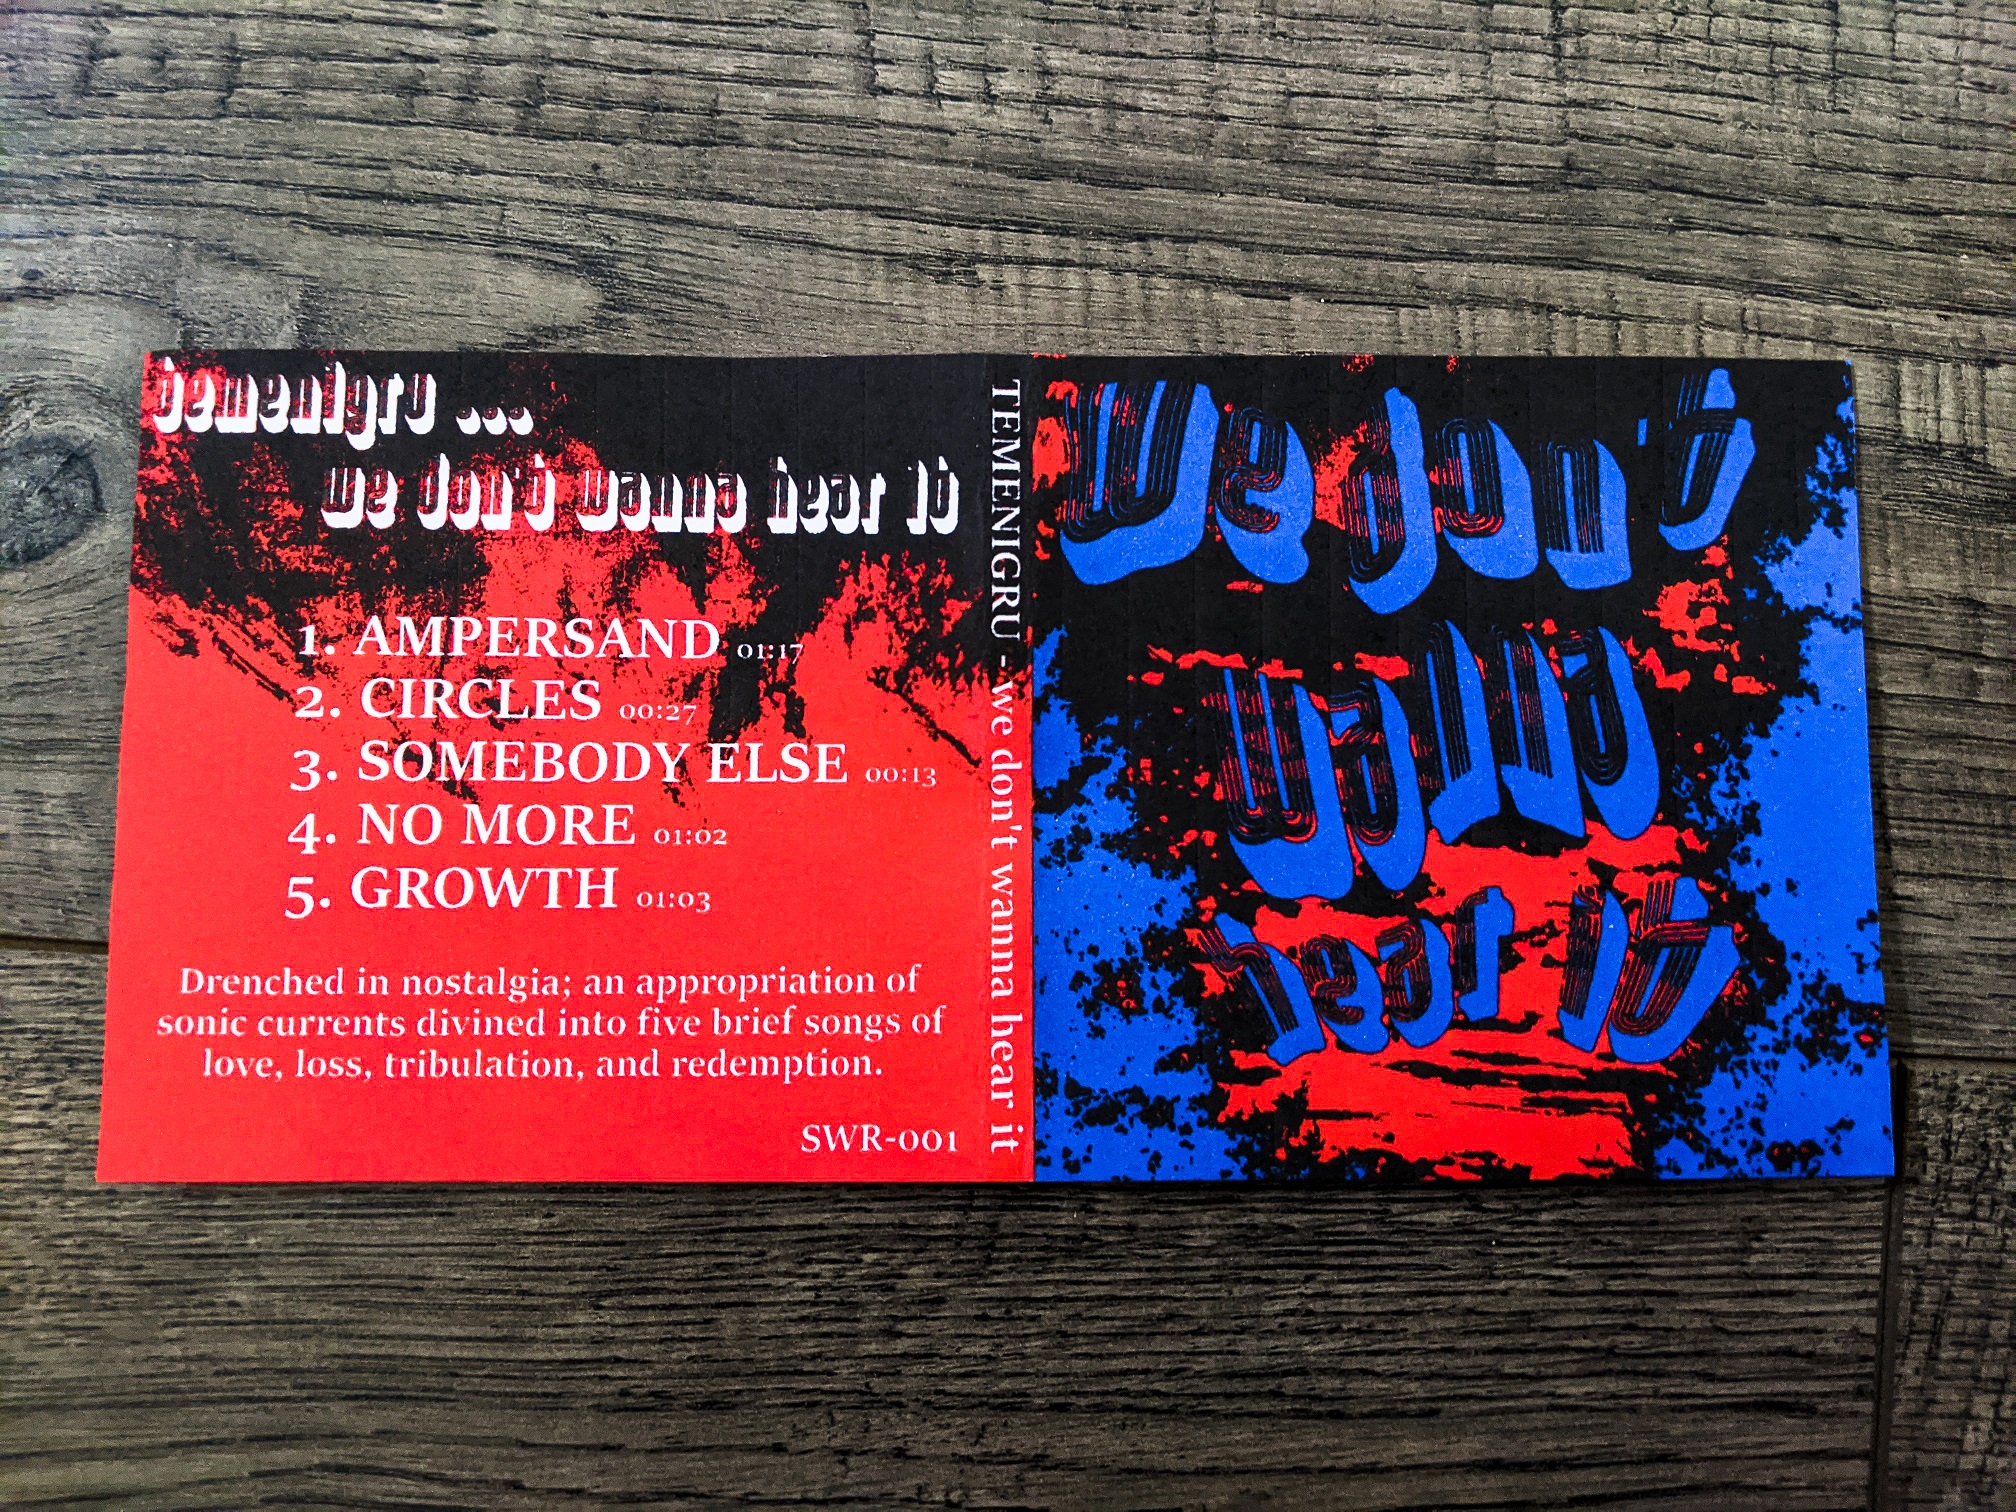 temenigru ...
we don't wanna hear it
1. AMPERSAND 01:17
2. CIRCLES 00:27
3. SOMEBODY ELSE 00:13
4. NO MORE 01:02
5. GROWTH 01:03
Drenched in nostalgia; an appropriation of
sonic currents divined into five brief songs of
love, loss, tribulation, and redemption.
SWR-001
TEMENIGRU - we don't wanna hear it
We don't
wanna
hear it